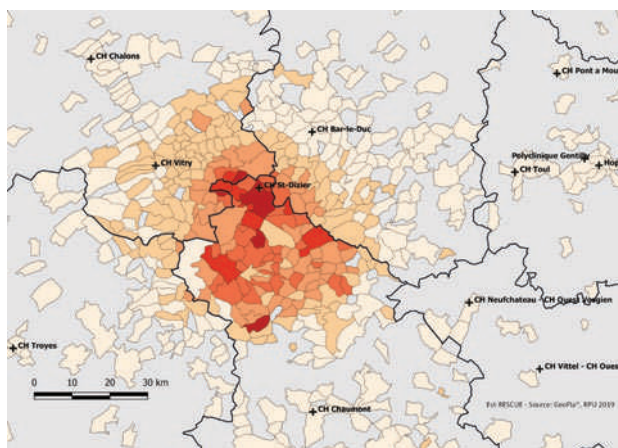 CH Chalons
CH Pont a Mou
CH Bar-le-Duc
Polyclinique Gentilly
Hop
CH Vitry
CH Toul
CH St-Dizier
CH Neufchateau - CH Ouest Vosgien
CH Troyes
CH Vittel - CH Oues
0 10 20 30 km
CH Chaumont
RESCUE - Source: GeoPla®, RPU 2019